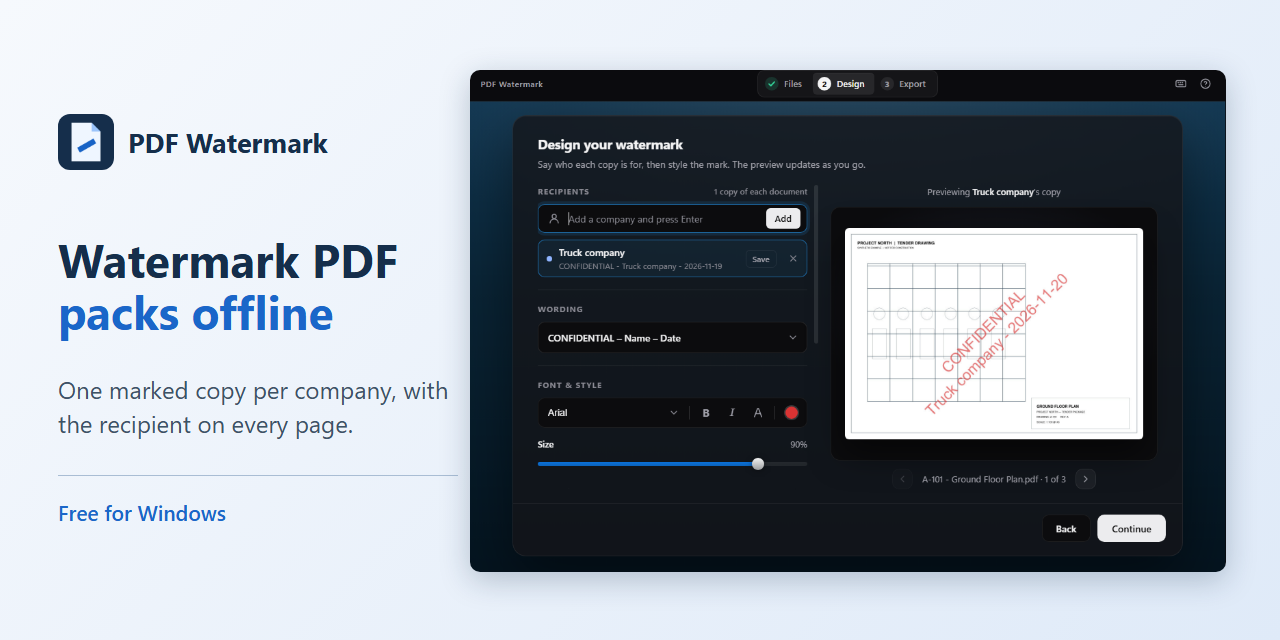 PDF Watermark
Watermark PDF
packs offline
One marked copy per company, with
the recipient on every page.
Free for Windows
PDF Watermark
Files
2 Design
3 Export
Design your watermark
Say who each copy is for, then style the mark. The preview updates as you go.
RECIPIENTS
1 copy of each document
Add a company and press Enter
Add
Truck company
CONFIDENTIAL - Truck company - 2026-11-19
Save
WORDING
CONFIDENTIAL – Name – Date
FONT & STYLE
Arial
B I A
Size
90%
Previewing Truck company's copy
PROJECT NORTH | TENDER DRAWING
CONFIDENTIAL
Truck company - 2026-11-20
GROUND FLOOR PLAN
A-101 - Ground Floor Plan.pdf · 1 of 3
Back
Continue